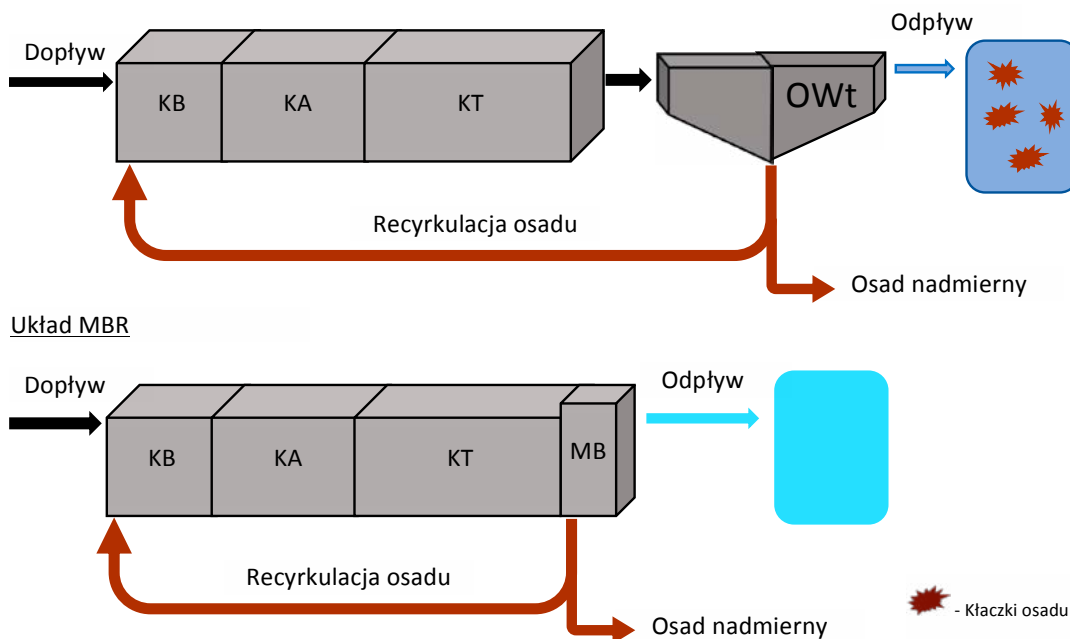 Dopływ
Odpływ
KB
KA
KT
OWt
Recyrkulacja osadu
Osad nadmierny
Układ MBR
Dopływ
Odpływ
KB
KA
KT
MB
Recyrkulacja osadu
Osad nadmierny
- Kłaczki osadu